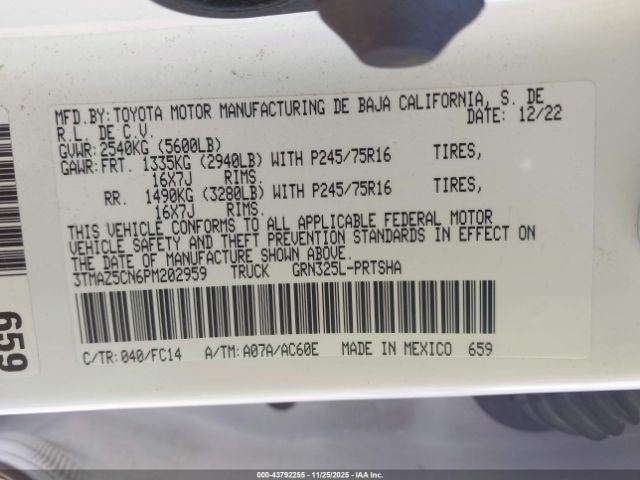 MFD.BY: TOYOTA MOTOR MANUFACTURING DE BAJA CALIFORNIA, S. DE
R.L. DE C.V. DATE: 12/22
GVWR: 2540KG (5600LB)
GAWR: FRT. 1335KG (2940LB) WITH P245/75R16 TIRES,
16X7J RIMS.
RR. 1490KG (3280LB) WITH P245/75R16 TIRES,
16X7J RIMS.
THIS VEHICLE CONFORMS TO ALL APPLICABLE FEDERAL MOTOR
VEHICLE SAFETY AND THEFT PREVENTION STANDARDS IN EFFECT ON
THE DATE OF MANUFACTURE SHOWN ABOVE.
3TMAZ5CN6PM202959 TRUCK GRN325L-PRTSHA
C/TR: 040/FC14 A/TM: A07A/AC60E MADE IN MEXICO 659
659
000-43792255 - 11/25/2025 - IAAI PUBLIC